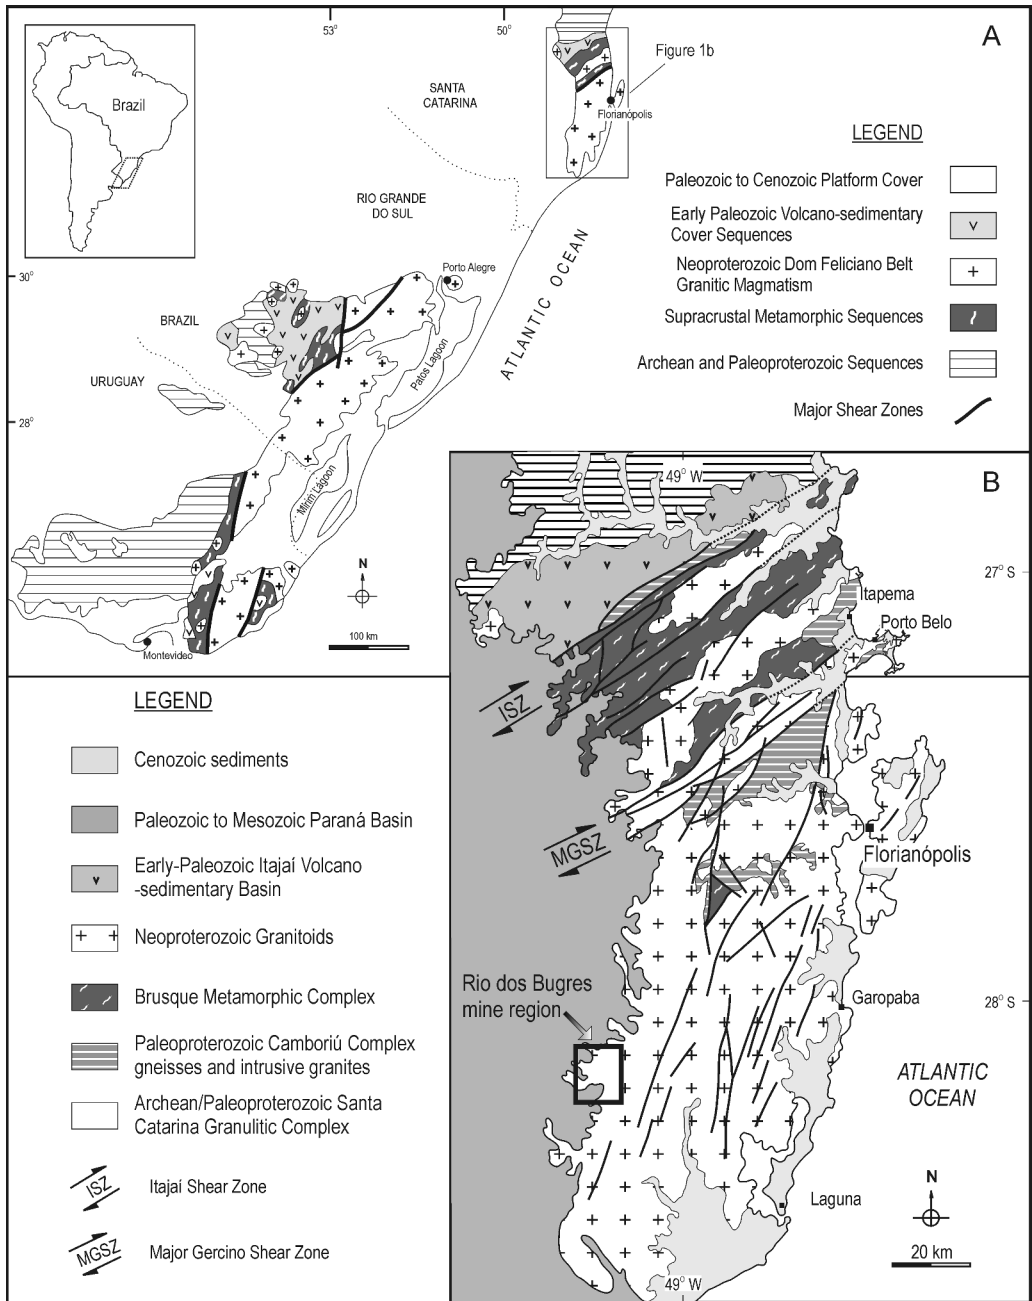 A
53°
50°
Brazil
Figure 1b
SANTA
CATARINA
Florianópolis
RIO GRANDE
DO SUL
ATLANTIC OCEAN
30°
Porto Alegre
BRAZIL
Patos Lagoon
URUGUAY
28°
Mirim Lagoon
N
100 km
Montevideo
LEGEND
Paleozoic to Cenozoic Platform Cover
Early Paleozoic Volcano-sedimentary
Cover Sequences
Neoproterozoic Dom Feliciano Belt
Granitic Magmatism
Supracrustal Metamorphic Sequences
Archean and Paleoproterozoic Sequences
Major Shear Zones
B
49° W
27° S
Itapema
Porto Belo
ISZ
MGSZ
Florianópolis
Rio dos Bugres
mine region
Garopaba
28° S
ATLANTIC
OCEAN
N
Laguna
20 km
49° W
LEGEND
Cenozoic sediments
Paleozoic to Mesozoic Paraná Basin
Early-Paleozoic Itajaí Volcano
-sedimentary Basin
Neoproterozoic Granitoids
Brusque Metamorphic Complex
Paleoproterozoic Camboriú Complex
gneisses and intrusive granites
Archean/Paleoproterozoic Santa
Catarina Granulitic Complex
ISZ
Itajaí Shear Zone
MGSZ
Major Gercino Shear Zone